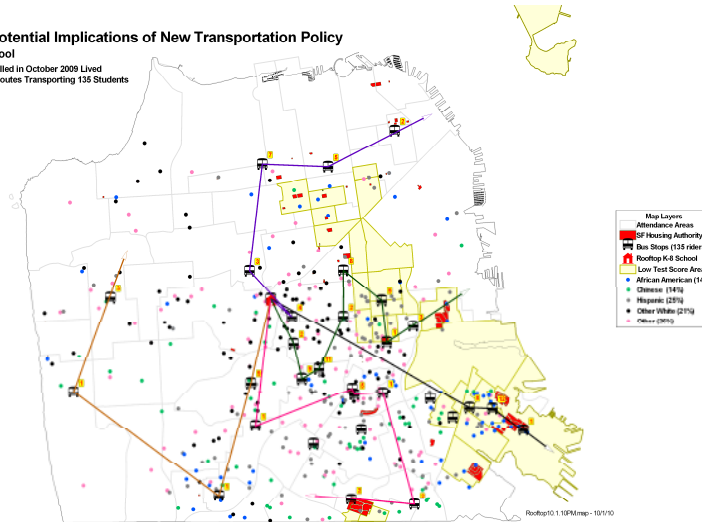 otential Implications of New Transportation Policy
ool
lled in October 2009 Lived
outes Transporting 135 Students
Map Layers
Attendance Areas
SF Housing Authority
Bus Stops (135 rider
Rooftop K-8 School
Low Test Score Area
African American (14
Chinese (14%)
Hispanic (25%)
Other White (21%)
Rooftop10.1.10PM.map - 10/1/10